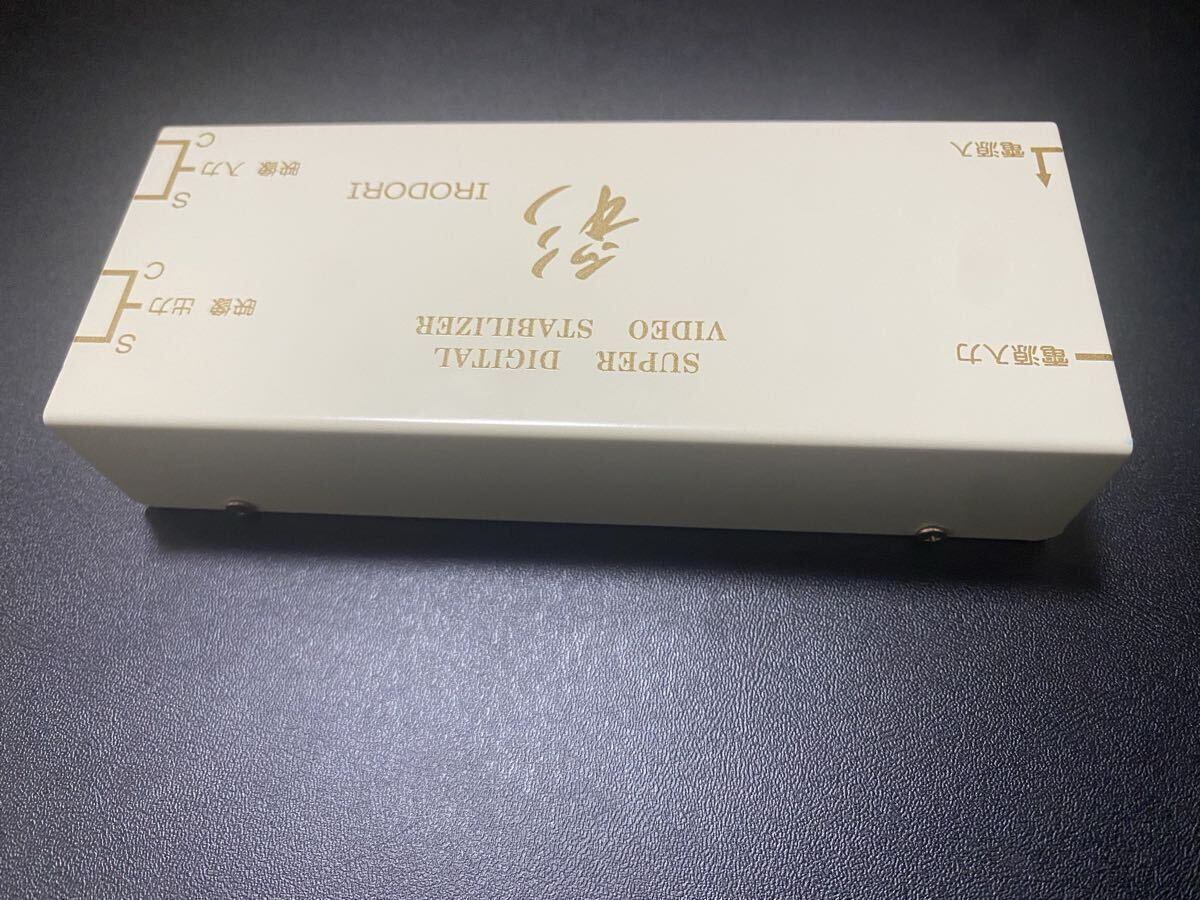 SUPER DIGITAL
VIDEO STABILIZER
彩
IRODORI
電源入力
電源入
S
映像 出力
C
S
映像 入力
C